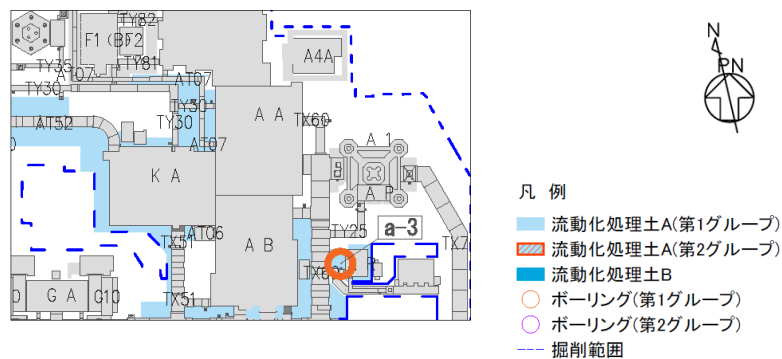 TY82
F1(B)F2
TY35
TY81
AT07
AT07
TY30
TY30
TY30
AT52
AT07
A4A
A A
TX60
A 1
K A
A P
A B
AT06
TX51
TX51
TY25
a-3
TX60
TX7
G A
G10
N
PN
凡 例
流動化処理土A(第1グループ)
流動化処理土A(第2グループ)
流動化処理土B
ボーリング(第1グループ)
ボーリング(第2グループ)
掘削範囲